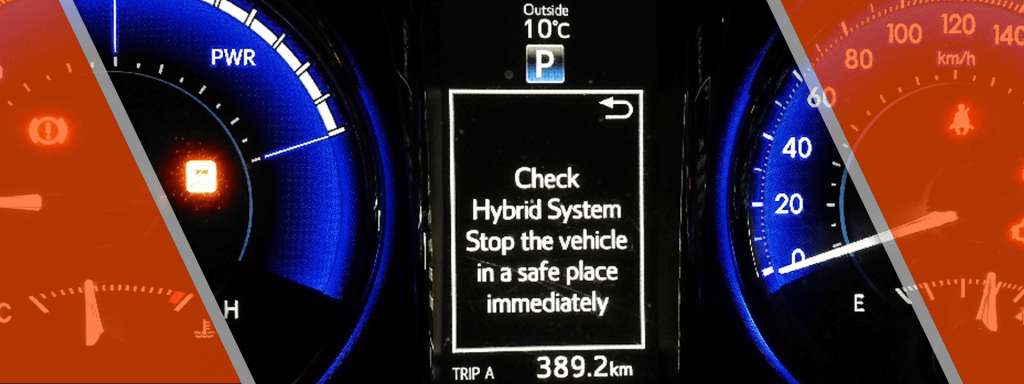 Outside
10°C
P
PWR
Check
Hybrid System
Stop the vehicle
in a safe place
immediately
TRIP A 389.2km
C
H
0
20
40
60
80
100
120
140
km/h
E